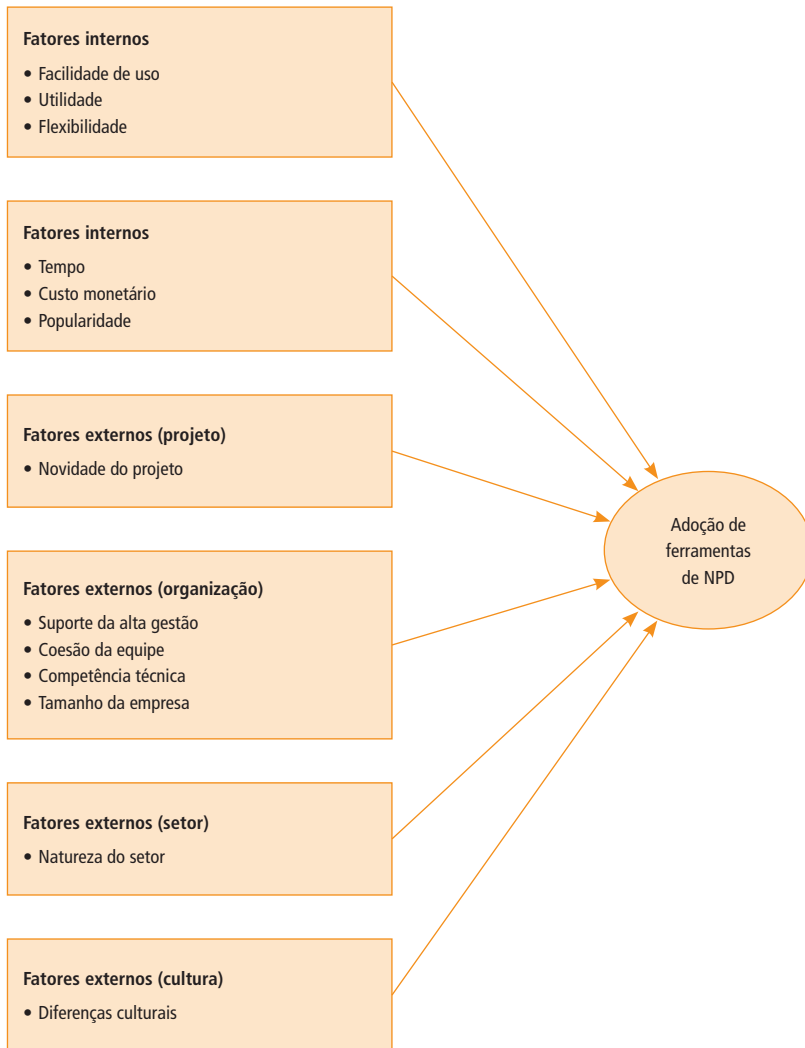 Fatores internos
• Facilidade de uso
• Utilidade
• Flexibilidade
Fatores internos
• Tempo
• Custo monetário
• Popularidade
Fatores externos (projeto)
• Novidade do projeto
Fatores externos (organização)
• Suporte da alta gestão
• Coesão da equipe
• Competência técnica
• Tamanho da empresa
Fatores externos (setor)
• Natureza do setor
Fatores externos (cultura)
• Diferenças culturais
Adoção de
ferramentas
de NPD